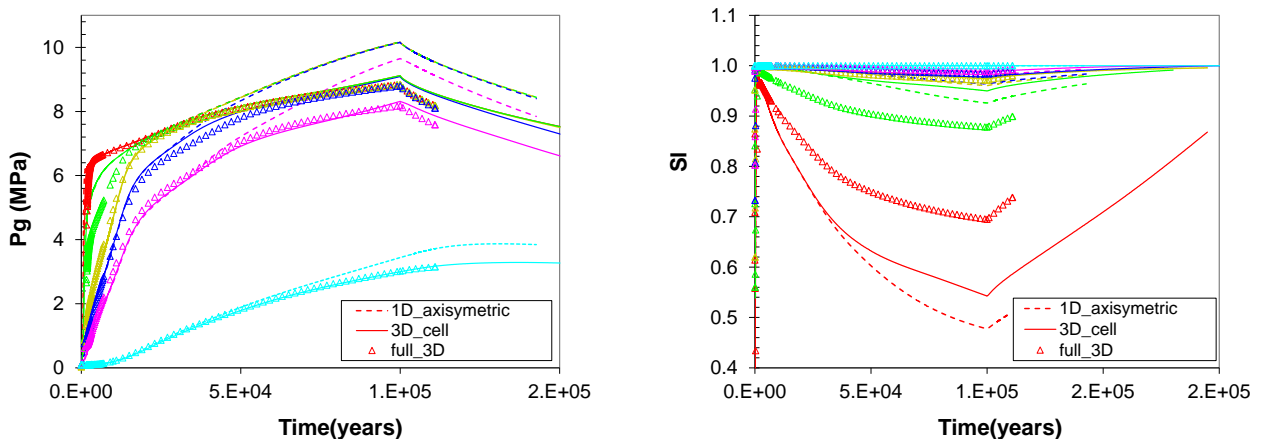 10
8
6
4
2
0
Pg (MPa)
0.E+00
5.E+04
1.E+05
2.E+05
Time(years)
1D_axisymetric
3D_cell
full_3D
1.1
1.0
0.9
0.8
0.7
0.6
0.5
0.4
Sl
0.E+00
5.E+04
1.E+05
2.E+05
2.E+05
Time(years)
1D_axisymetric
3D_cell
full_3D